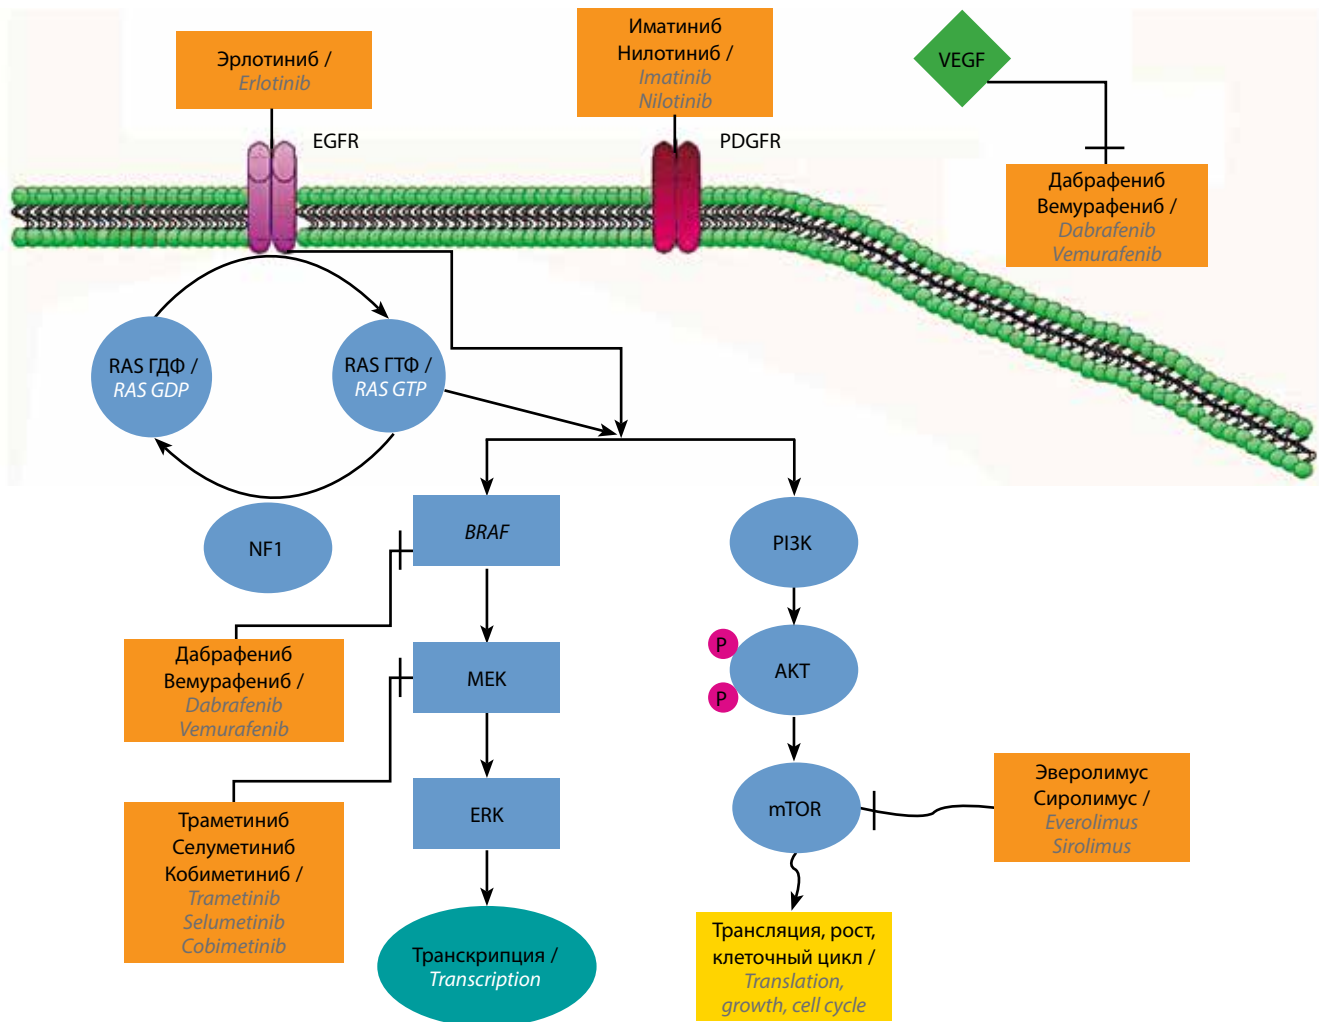 Эрлотиниб /
Erlotinib
Иматиниб
Нилотиниб /
Imatinib
Nilotinib
VEGF
EGFR
PDGFR
Дабрафениб
Вемурафениб /
Dabrafenib
Vemurafenib
RAS ГДФ /
RAS GDP
RAS ГТФ /
RAS GTP
NF1
BRAF
PI3K
Дабрафениб
Вемурафениб /
Dabrafenib
Vemurafenib
MEK
P
P
AKT
Траметиниб
Селуметиниб
Кобиметиниб /
Trametinib
Selumetinib
Cobimetinib
ERK
mTOR
Эверолимус
Сиролимус /
Everolimus
Sirolimus
Транскрипция /
Transcription
Трансляция, рост,
клеточный цикл /
Translation,
growth, cell cycle